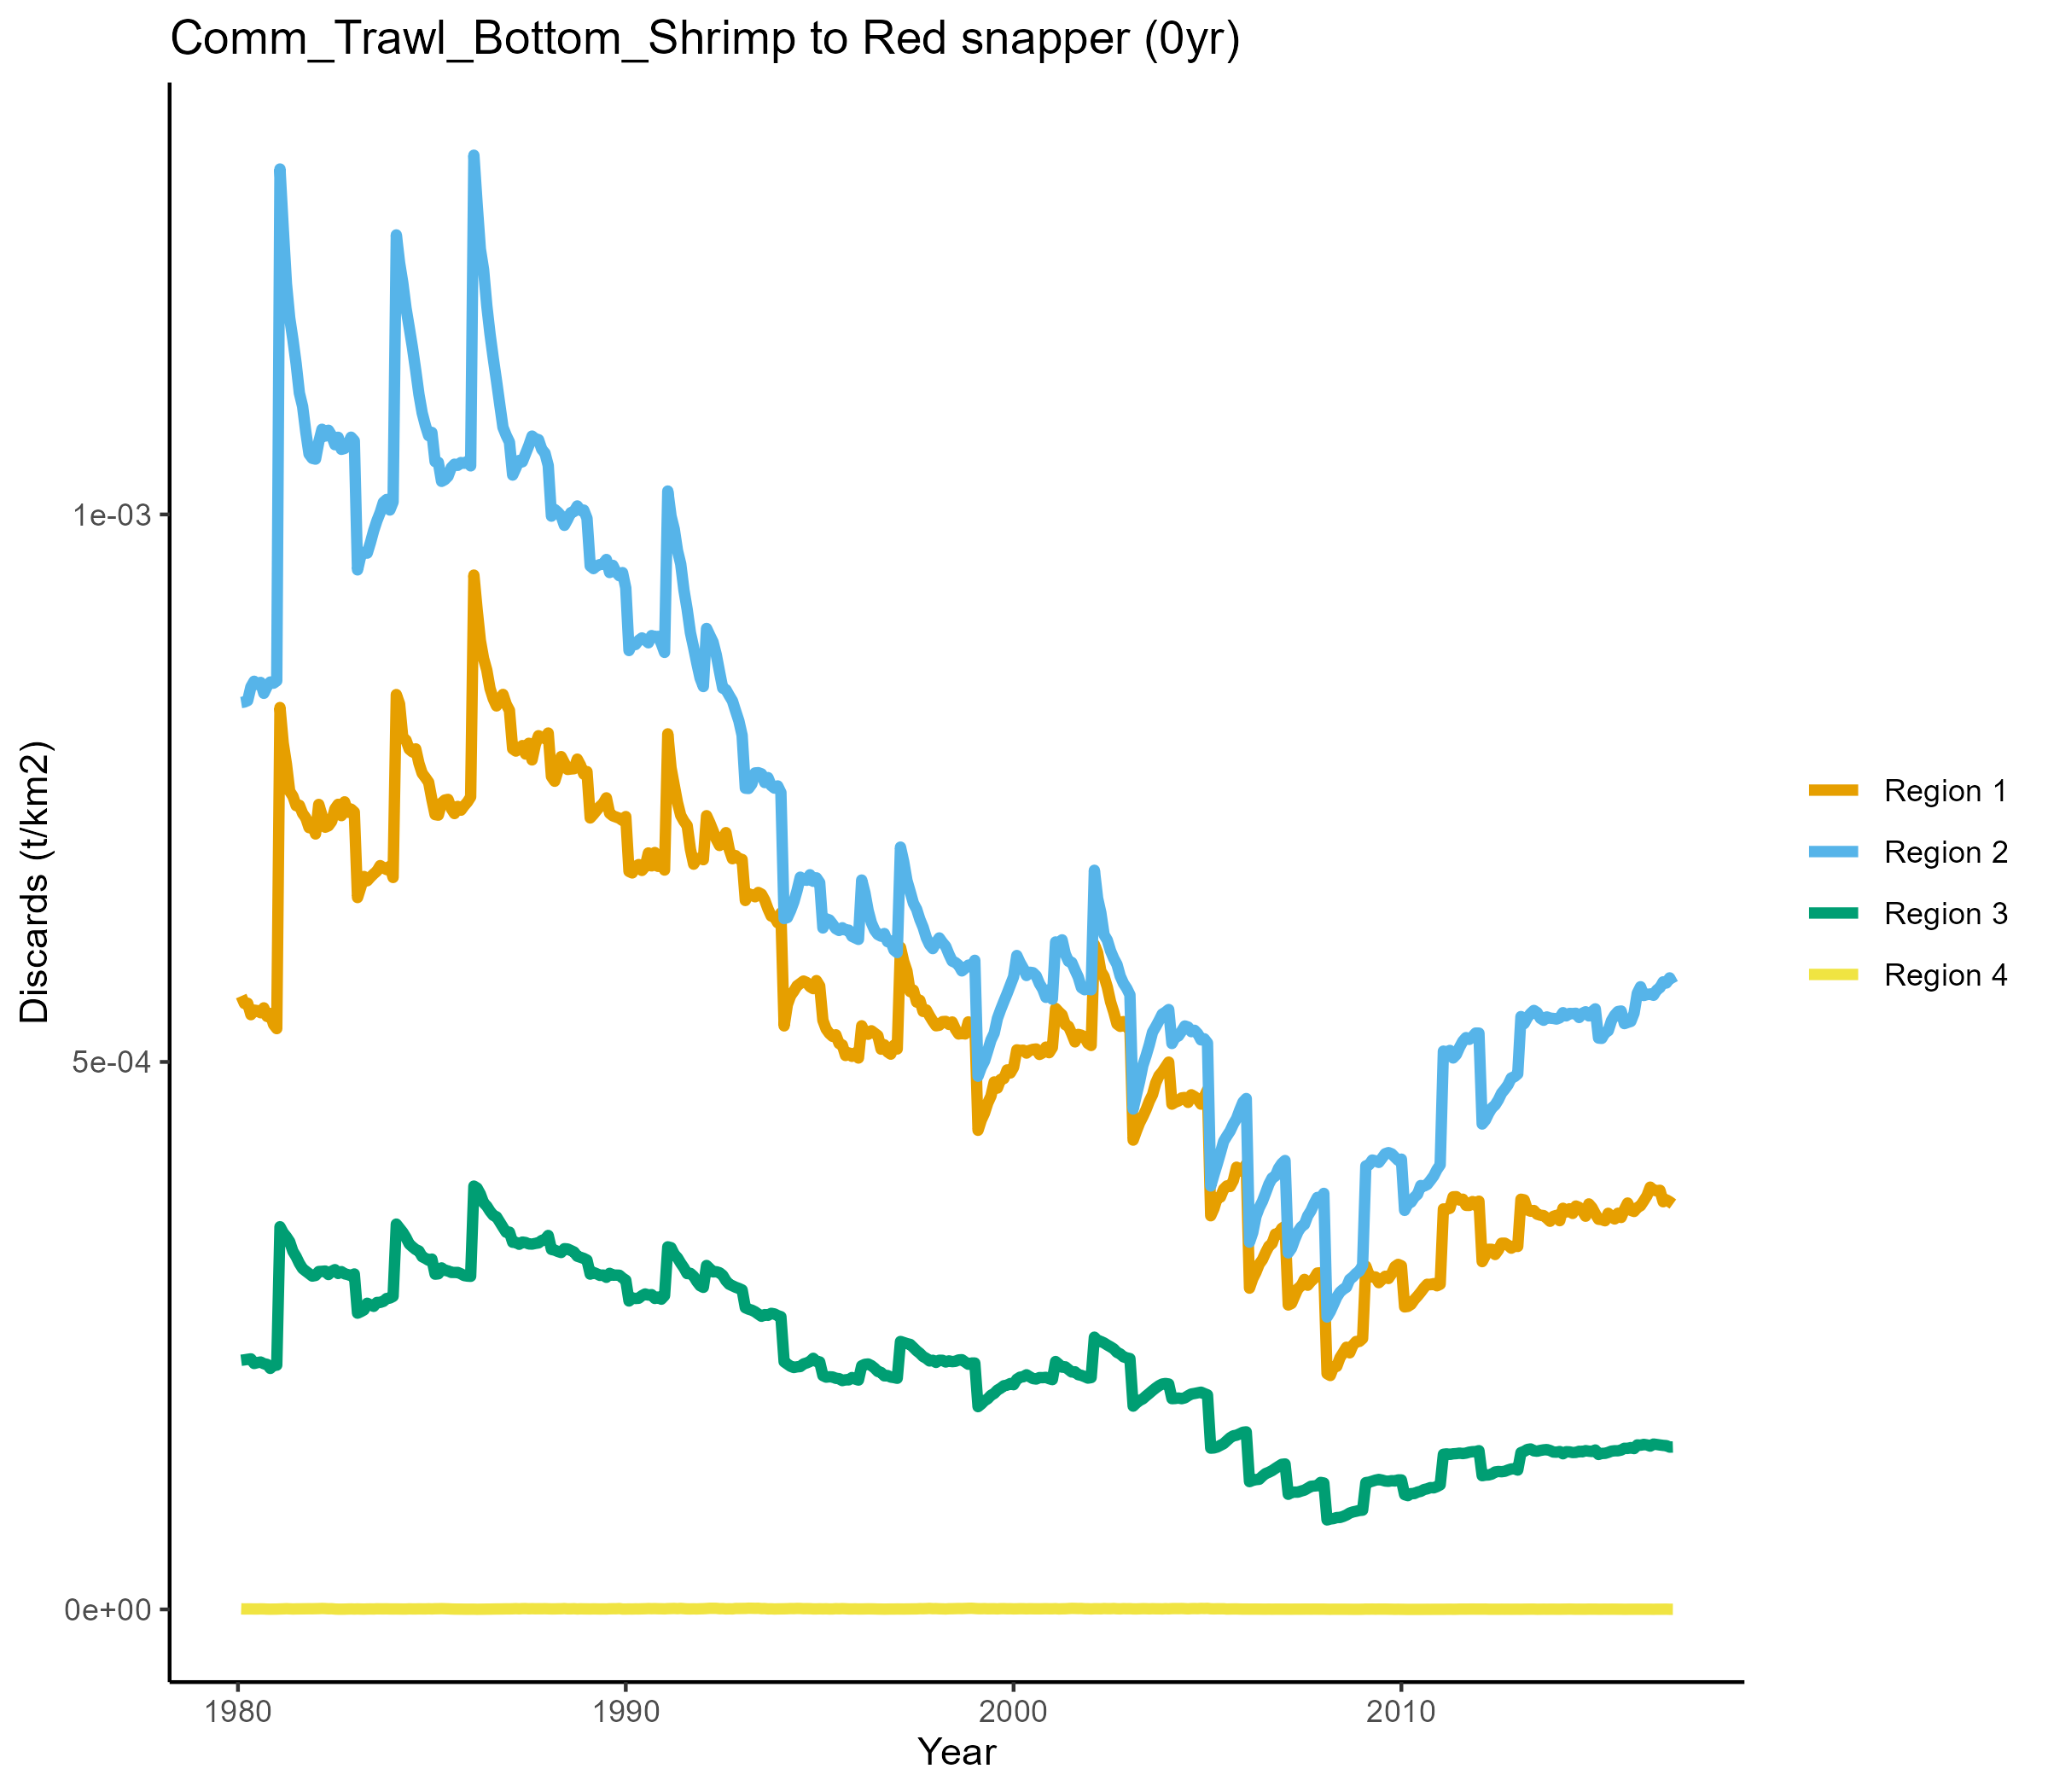 Comm_Trawl_Bottom_Shrimp to Red snapper (0yr)
Discards (t/km2)
1e-03
5e-04
0e+00
1980
1990
2000
2010
Year
Region 1
Region 2
Region 3
Region 4